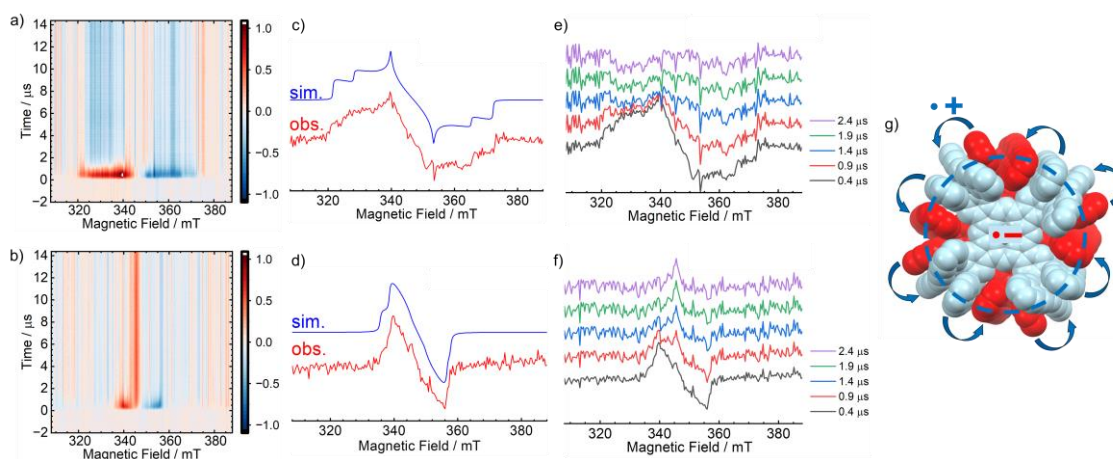 a)
Time / μs
14
12
10
8
6
4
2
0
−2
320 340 360 380
Magnetic Field / mT
1.0
0.5
0.0
−0.5
−1.0
b)
Time / μs
14
12
10
8
6
4
2
0
−2
320 340 360 380
Magnetic Field / mT
1.0
0.5
0.0
−0.5
−1.0
c)
sim.
obs.
320 340 360 380
Magnetic Field / mT
d)
sim.
obs.
320 340 360 380
Magnetic Field / mT
e)
2.4 μs
1.9 μs
1.4 μs
0.9 μs
0.4 μs
320 340 360 380
Magnetic Field / mT
f)
2.4 μs
1.9 μs
1.4 μs
0.9 μs
0.4 μs
320 340 360 380
Magnetic Field / mT
g)
• +
• −